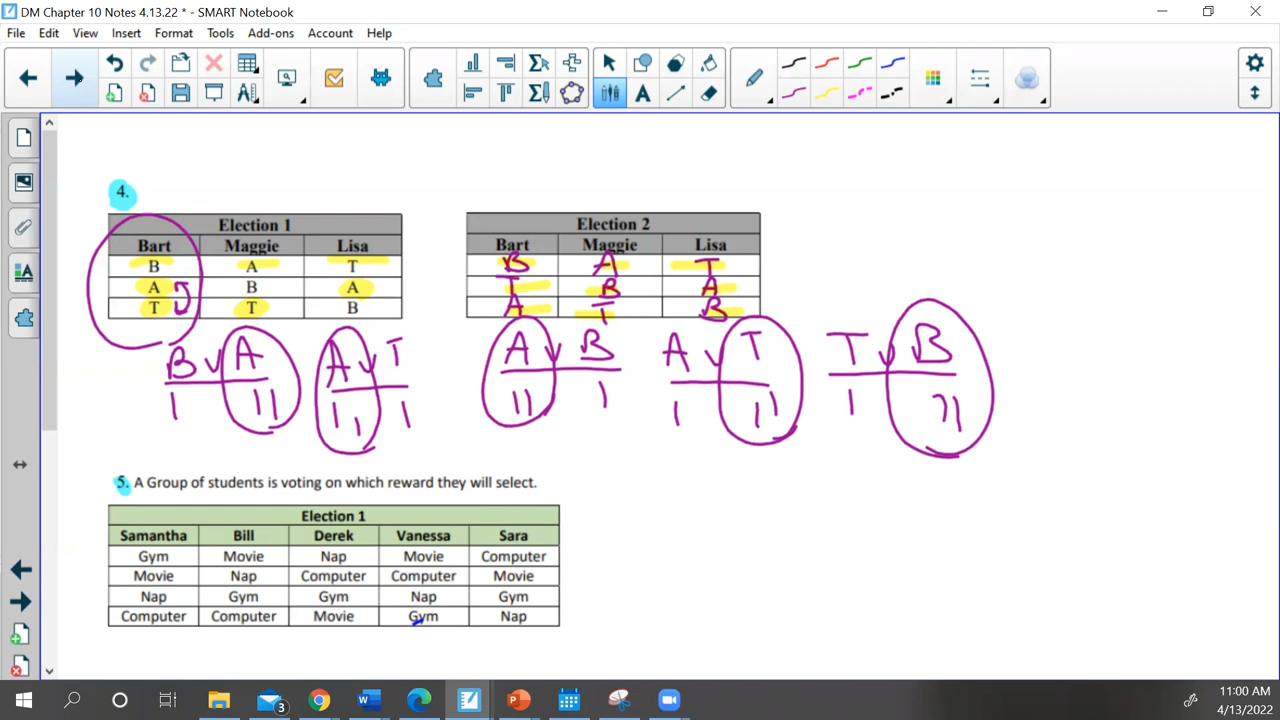 DM Chapter 10 Notes 4.13.22 * - SMART Notebook
File Edit View Insert Format Tools Add-ons Account Help
4.
Election 1
Bart Maggie Lisa
B A T
A B A
T T B
Election 2
Bart Maggie Lisa
B A T
T B A
A T B
B v A
1 11
A v T
11 1
A v B
11 1
A v T
1 11
T v B
1 11
5. A Group of students is voting on which reward they will select.
Election 1
Samantha Bill Derek Vanessa Sara
Gym Movie Nap Movie Computer
Movie Nap Computer Computer Movie
Nap Gym Gym Nap Gym
Computer Computer Movie Gym Nap
3
11:00 AM
4/13/2022